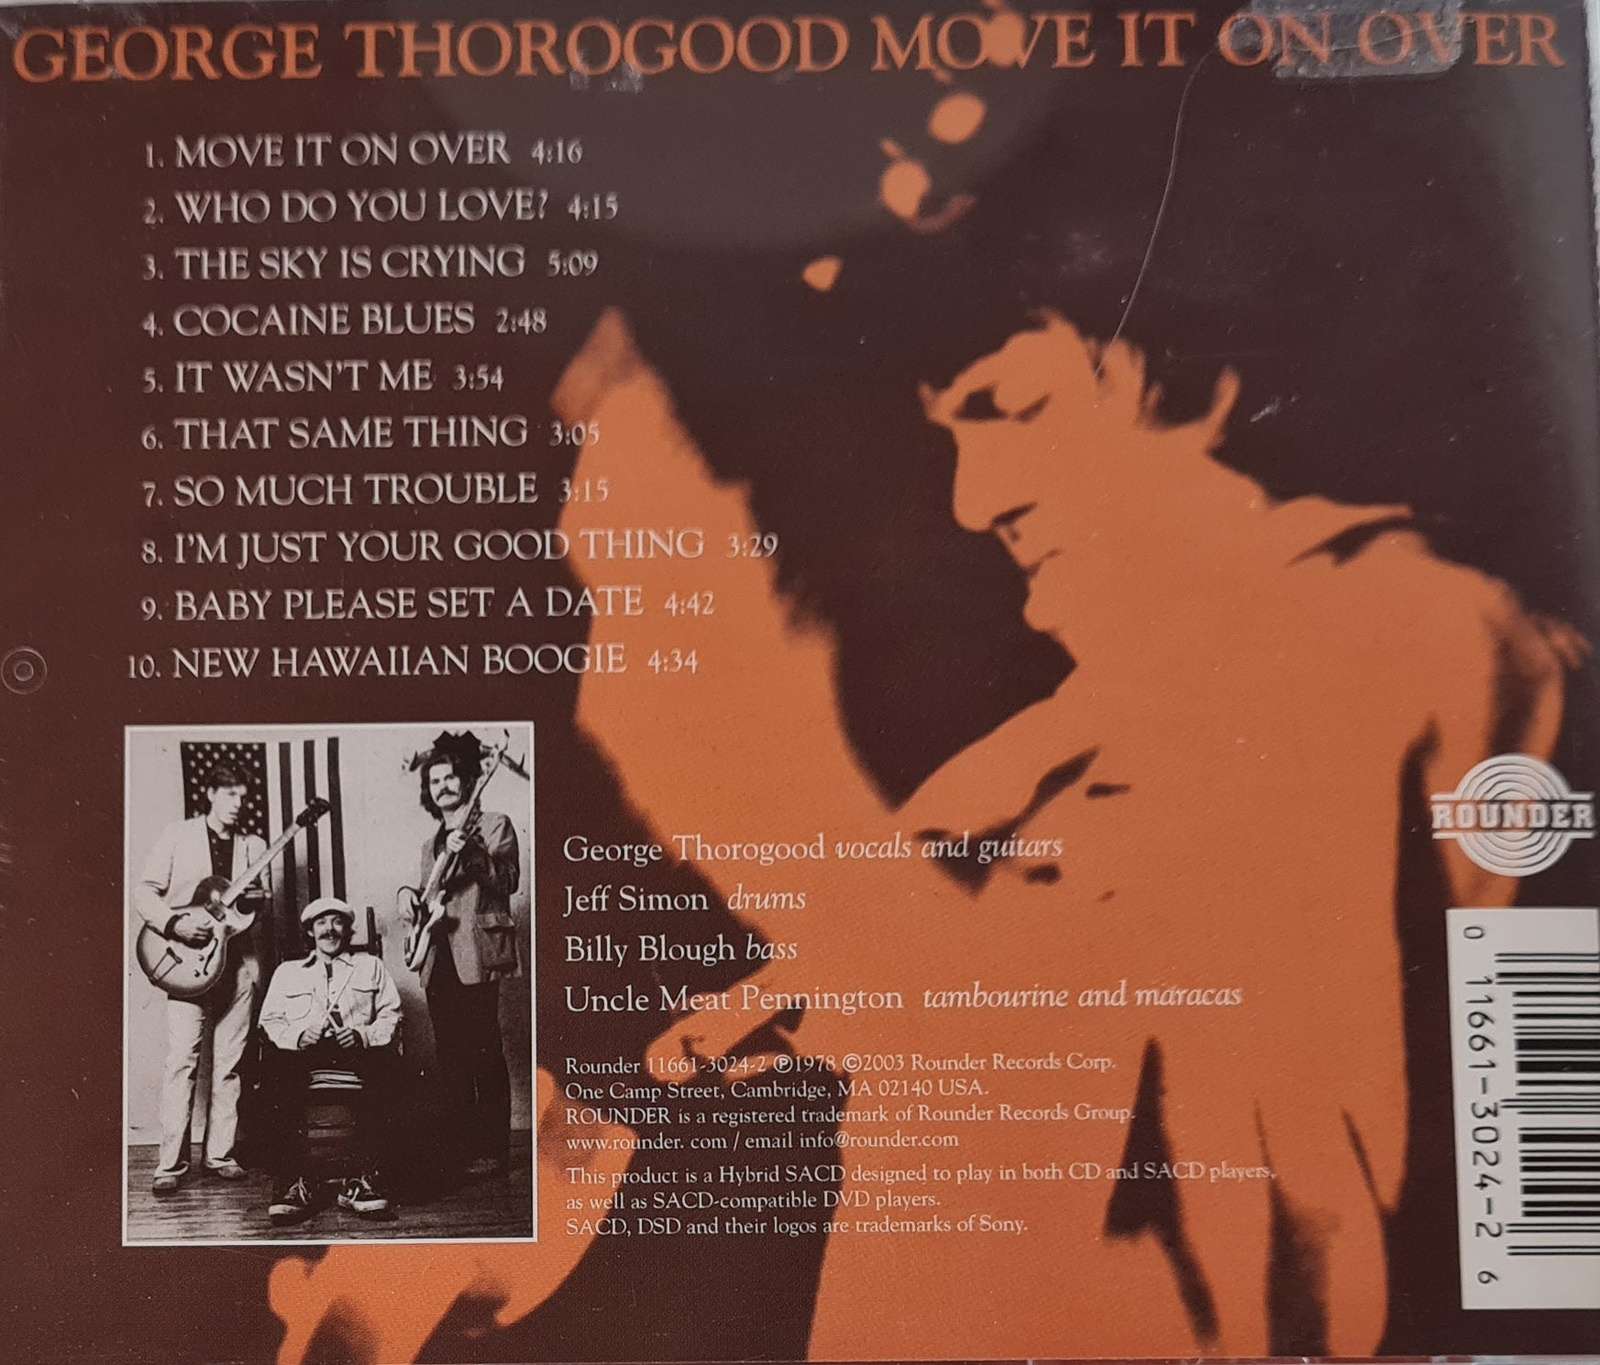 GEORGE THOROGOOD MOVE IT ON OVER
1. MOVE IT ON OVER 4:16
2. WHO DO YOU LOVE? 4:15
3. THE SKY IS CRYING 5:09
4. COCAINE BLUES 2:48
5. IT WASN'T ME 3:54
6. THAT SAME THING 3:05
7. SO MUCH TROUBLE 3:15
8. I'M JUST YOUR GOOD THING 3:29
9. BABY PLEASE SET A DATE 4:42
10. NEW HAWAIIAN BOOGIE 4:34
George Thorogood vocals and guitars
Jeff Simon drums
Billy Blough bass
Uncle Meat Pennington tambourine and maracas
Rounder 11661-3024-2 ℗1978 ©2003 Rounder Records Corp.
One Camp Street, Cambridge, MA 02140 USA.
ROUNDER is a registered trademark of Rounder Records Group.
www.rounder. com / email info@rounder.com
This product is a Hybrid SACD designed to play in both CD and SACD players,
as well as SACD-compatible DVD players.
SACD, DSD and their logos are trademarks of Sony.
ROUNDER
0 11661-3024-2 6